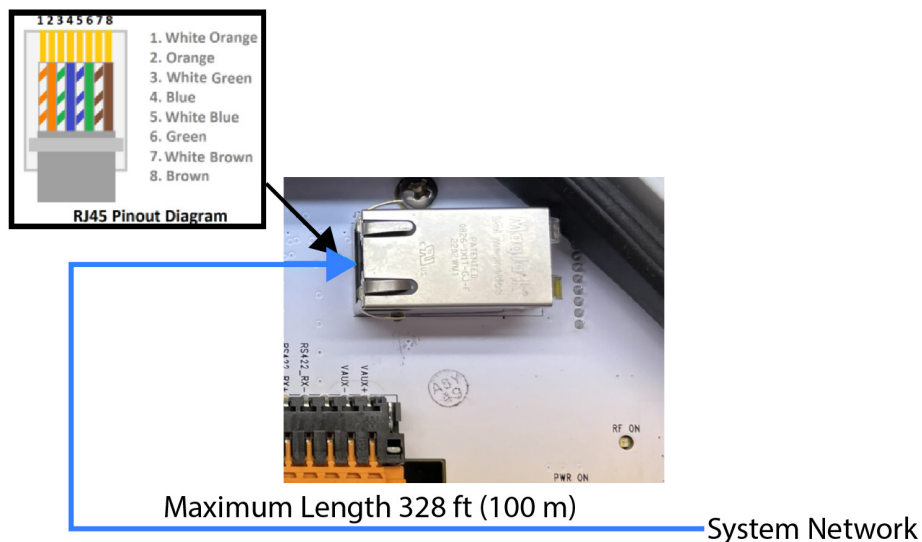 12345678
1. White Orange
2. Orange
3. White Green
4. Blue
5. White Blue
6. Green
7. White Brown
8. Brown
RJ45 Pinout Diagram
PATENTED
RS422_RX+
RS422_RX-
VAUX-
VAUX+
RF ON
PWR ON
Maximum Length 328 ft (100 m)
System Network